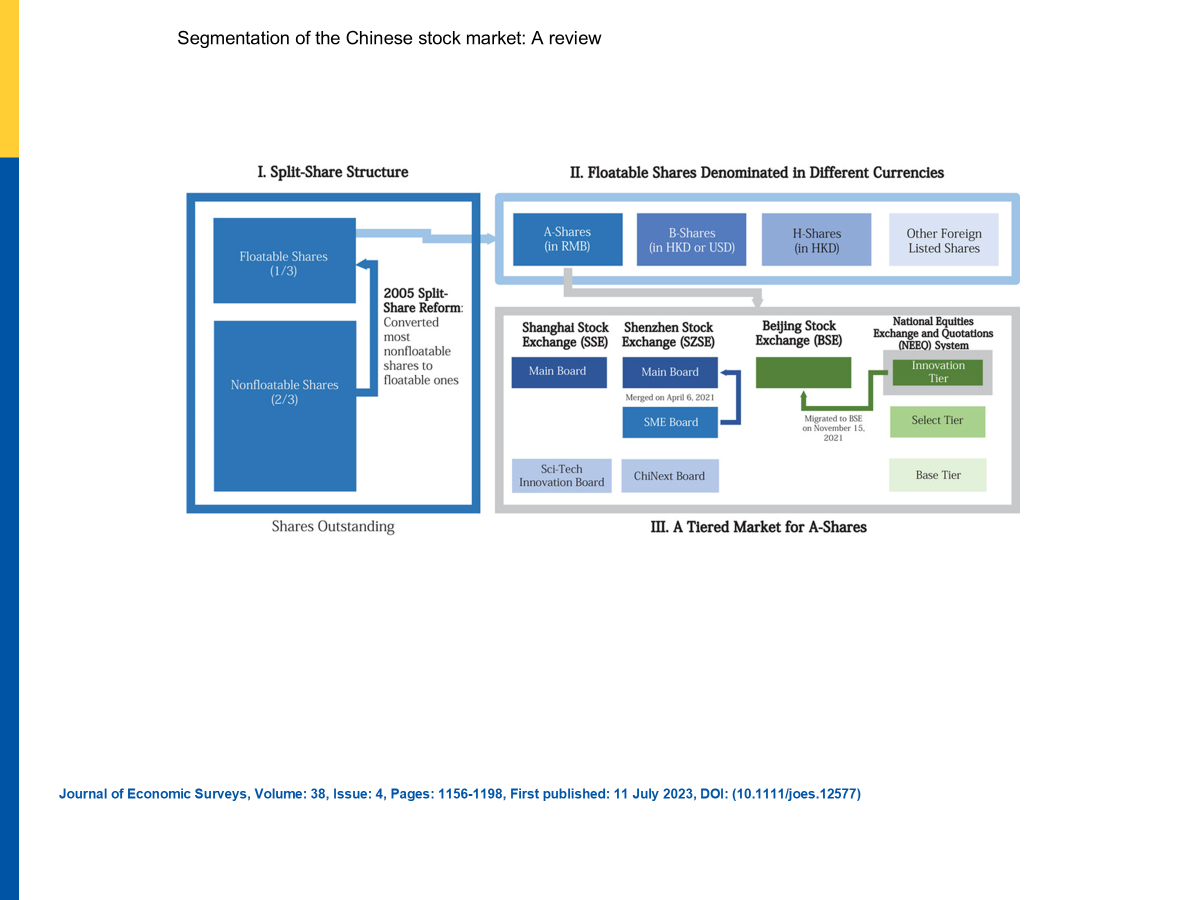 Segmentation of the Chinese stock market: A review
I. Split-Share Structure
Floatable Shares
(1/3)
2005 Split-
Share Reform:
Converted
most
nonfloatable
shares to
floatable ones
Nonfloatable Shares
(2/3)
Shares Outstanding
II. Floatable Shares Denominated in Different Currencies
A-Shares
(in RMB)
B-Shares
(in HKD or USD)
H-Shares
(in HKD)
Other Foreign
Listed Shares
Shanghai Stock
Exchange (SSE)
Main Board
Sci-Tech
Innovation Board
Shenzhen Stock
Exchange (SZSE)
Main Board
Merged on April 6, 2021
SME Board
ChiNext Board
Beijing Stock
Exchange (BSE)
Migrated to BSE
on November 15,
2021
National Equities
Exchange and Quotations
(NEEQ) System
Innovation
Tier
Select Tier
Base Tier
III. A Tiered Market for A-Shares
Journal of Economic Surveys, Volume: 38, Issue: 4, Pages: 1156-1198, First published: 11 July 2023, DOI: (10.1111/joes.12577)